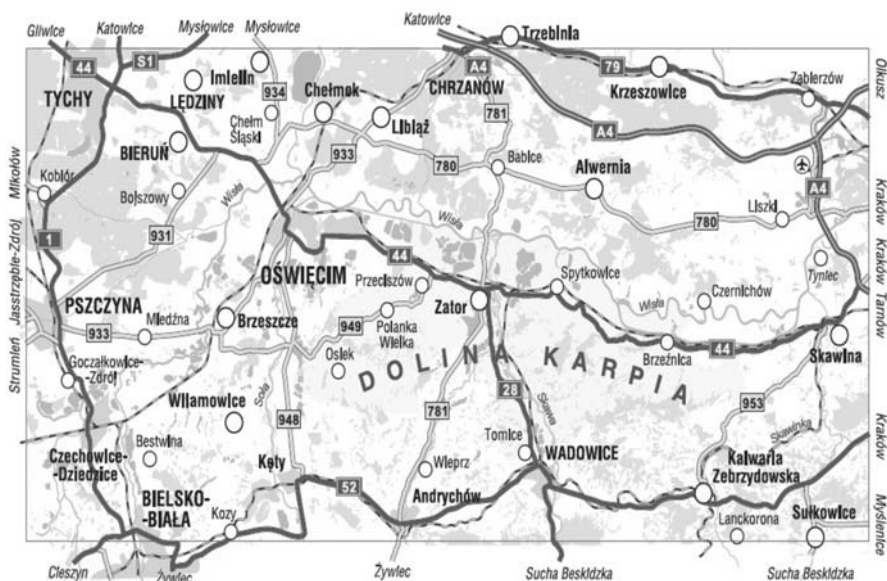 Gliwice
Katowice
Mysłowice
Mysłowice
Katowice
Trzebinia
Olkusz
44
S1
Imielin
LĘDZINY
934
Chełmek
CHRZANÓW
A4
79
Krzeszowice
Zabierzów
TYCHY
Chełm
Śląski
Libiąż
781
A4
BIERUŃ
933
780
Babice
Alwernia
Mikołów
Kobiór
Bojszowy
Wisła
Wisła
780
Liszki
A4
Kraków
1
931
44
Kraków
Jasstrzębie-Zdrój
OŚWIĘCIM
Przeciszów
Spytkowice
Tyniec
PSZCZYNA
Zator
Wisła
Czernichów
Tarnów
933
Miedźna
Brzeszcze
949
Polanka
Wielka
Brzeźnica
44
Skawina
Strumień
Goczałkowice-
-Zdrój
Osiek
DOLINA KARPIA
28
953
Wilamowice
Soła
948
781
Skawa
Skawinka
Kraków
Bestwina
Tomice
Czechowice-
-Dziedzice
Kęty
Wieprz
WADOWICE
Kalwaria
Zebrzydowska
BIELSKO-
-BIAŁA
52
Andrychów
Kozy
Lanckorona
Sułkowice
Myślenice
Cieszyn
Żywiec
Żywiec
Sucha Beskidzka
Sucha Beskidzka